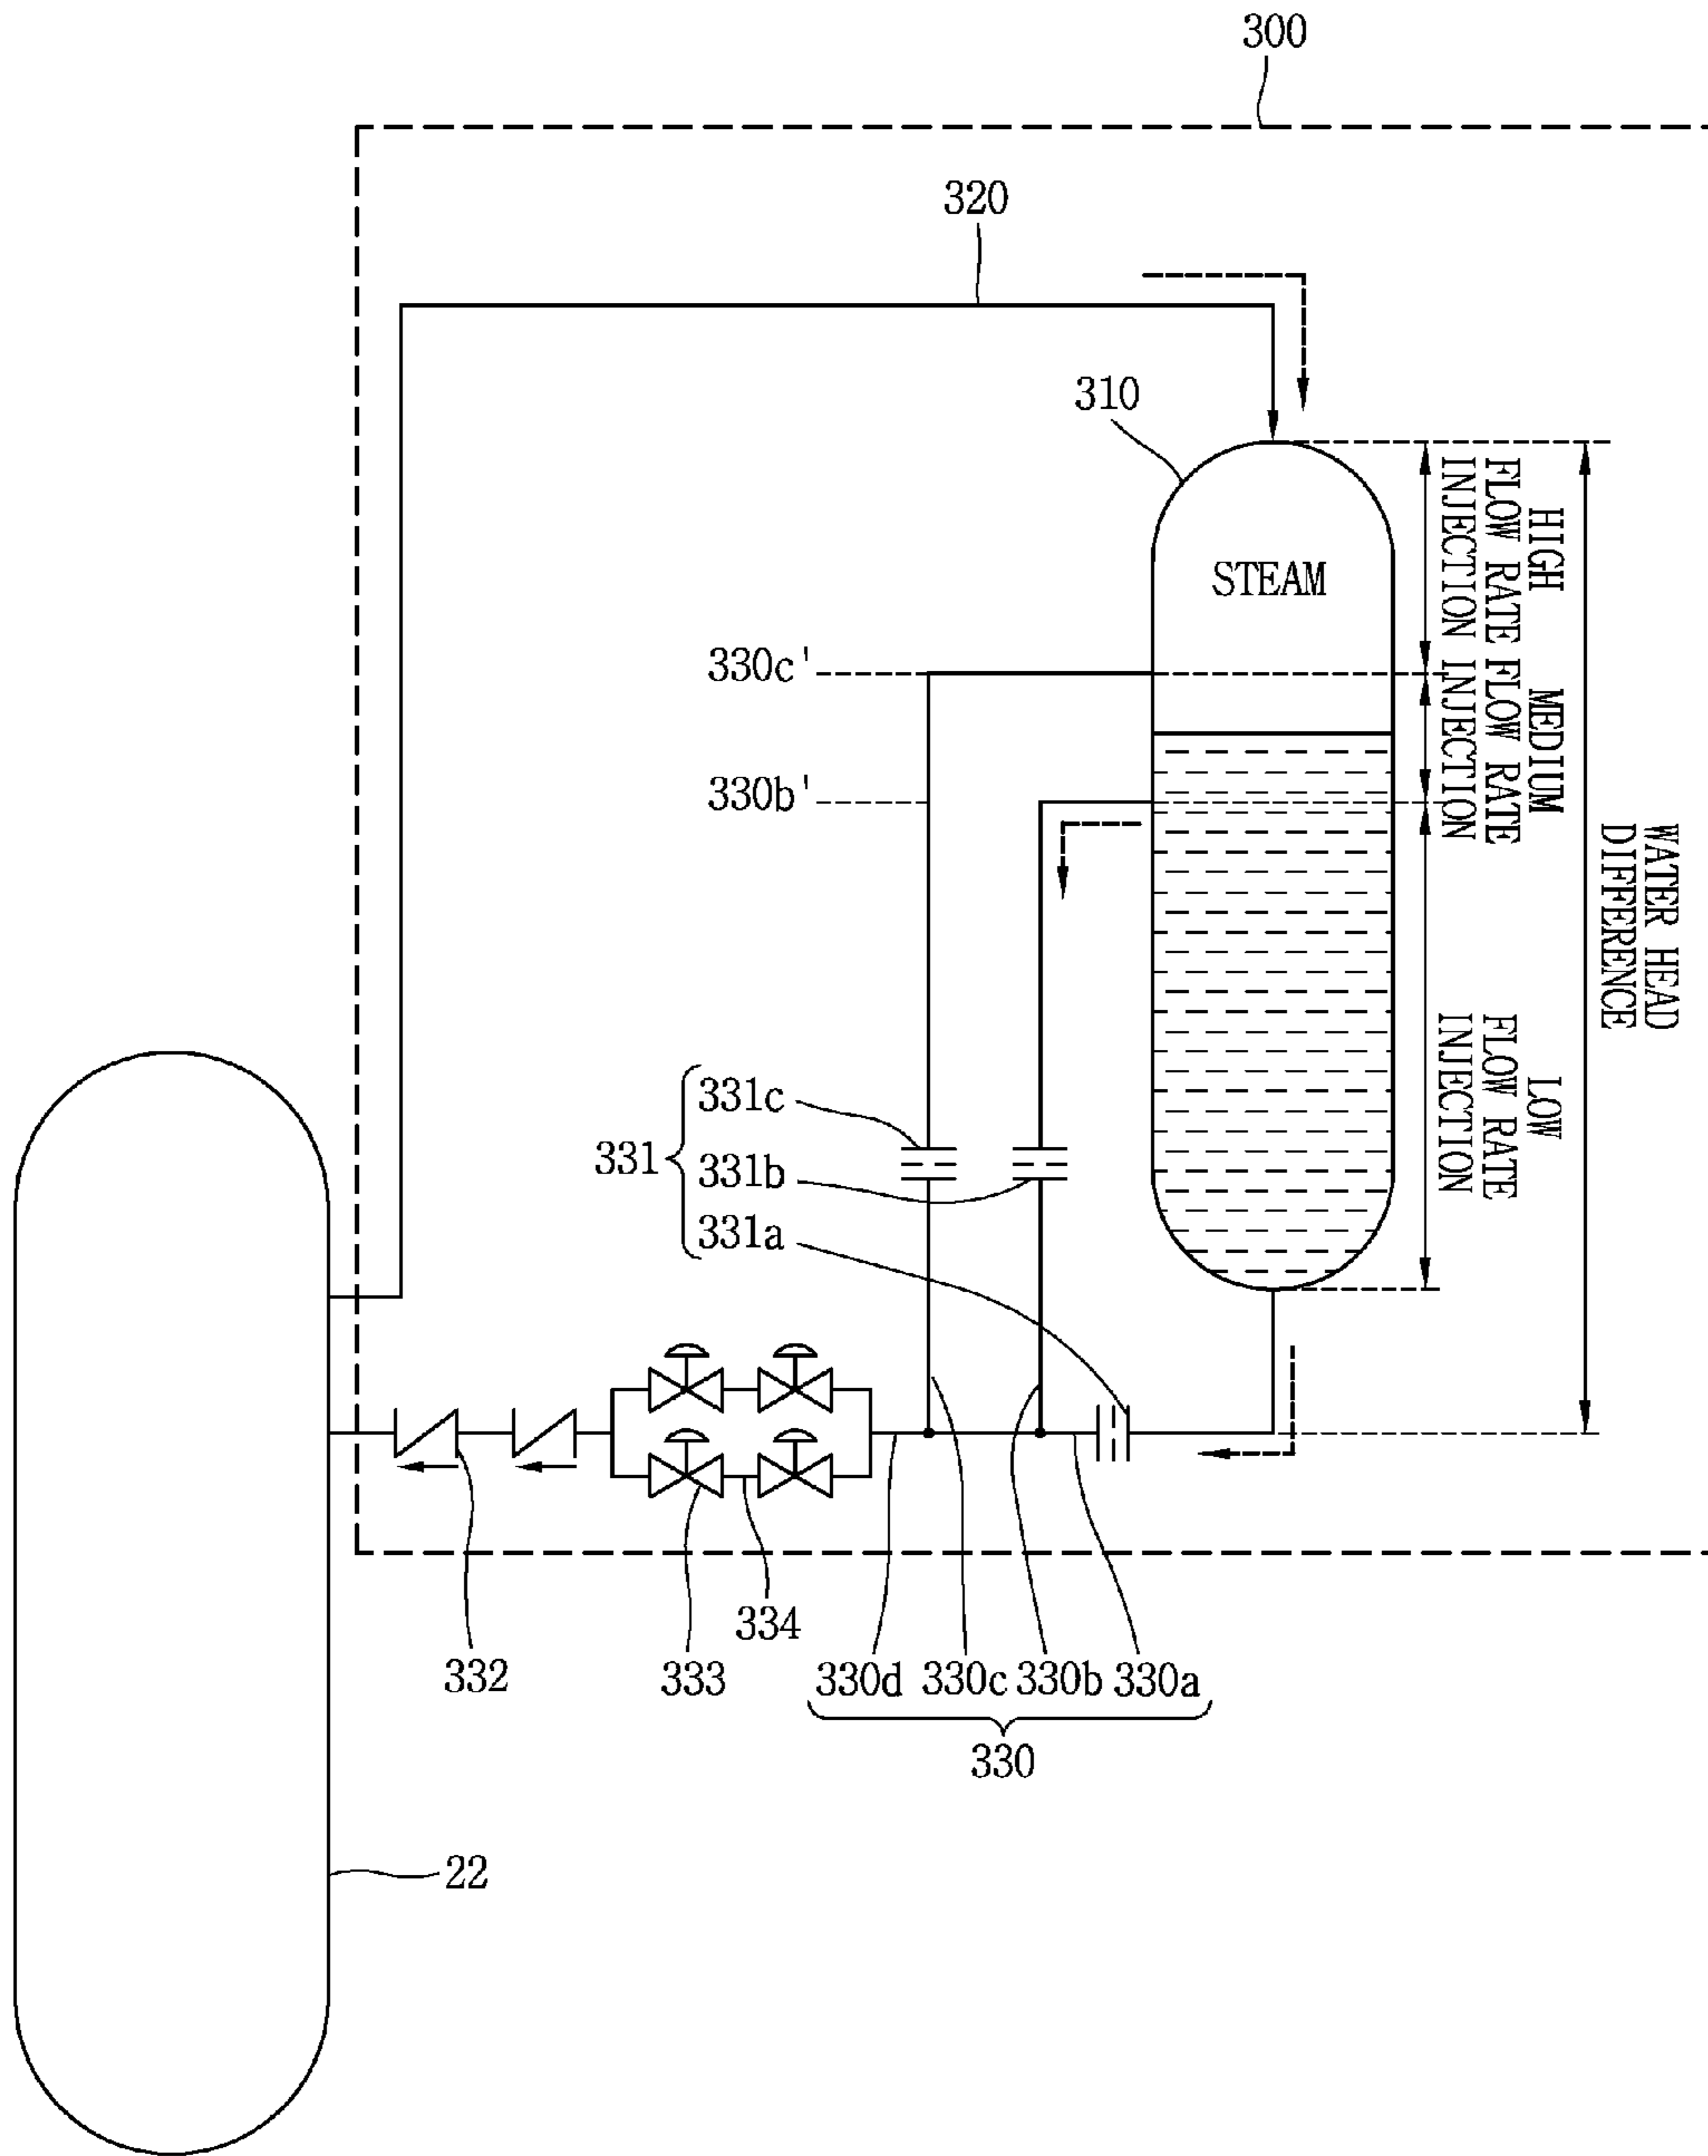 300
320
310
STEAM
HIGH
FLOW RATE
INJECTION
330c'
MEDIUM
FLOW RATE
INJECTION
330b'
WATER HEAD
DIFFERENCE
LOW
FLOW RATE
INJECTION
331c
331
331b
331a
334
332
333
330d
330c
330b
330a
330
22